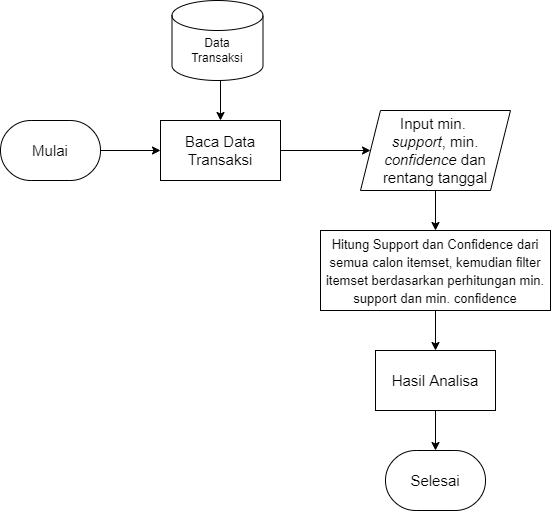 Data
Transaksi
Mulai
Baca Data
Transaksi
Input min.
support, min.
confidence dan
rentang tanggal
Hitung Support dan Confidence dari
semua calon itemset, kemudian filter
itemset berdasarkan perhitungan min.
support dan min. confidence
Hasil Analisa
Selesai